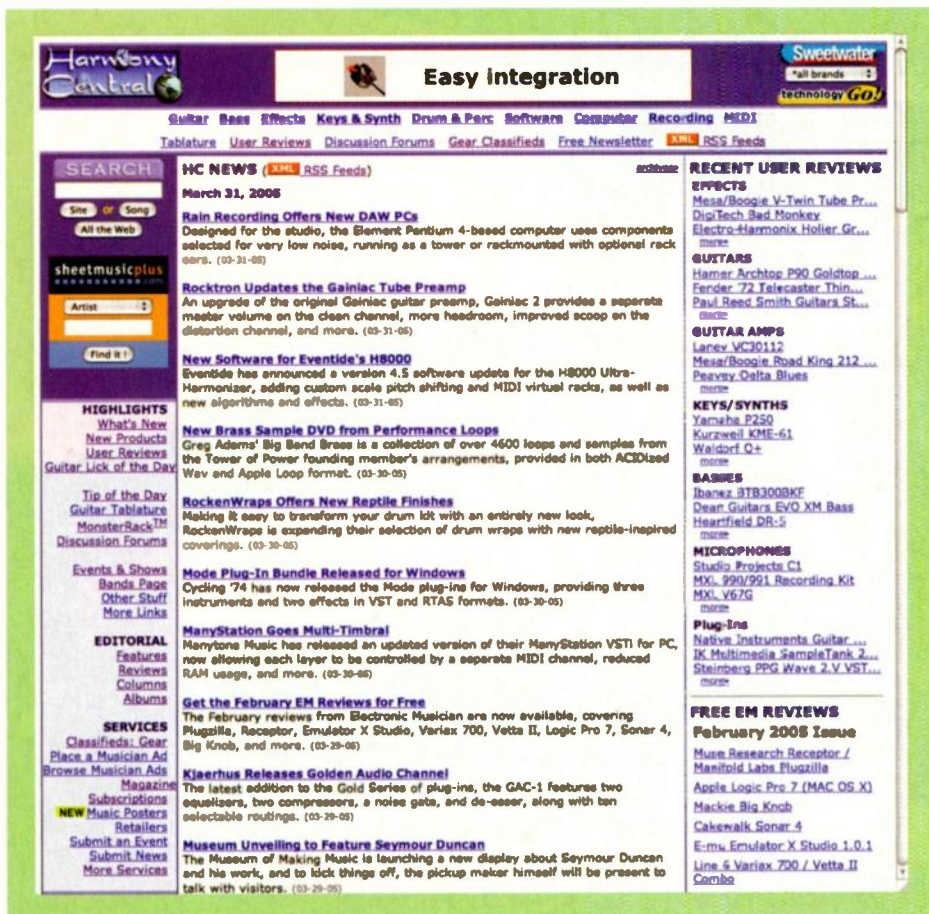 Harmony
Central
Easy integration
Sweetwater
*all brands
technology GO!
Guitar Bass Effects Keys & Synth Drum & Perc Software Computer Recording MIDI
Tablature User Reviews Discussion Forums Gear Classifieds Free Newsletter XML RSS Feeds
SEARCH
Site or Song
All the Web
sheetmusicplus
.com
Artist
Find it !
HIGHLIGHTS
What's New
New Products
User Reviews
Guitar Lick of the Day
Tip of the Day
Guitar Tablature
MonsterRack™
Discussion Forums
Events & Shows
Bands Page
Other Stuff
More Links
EDITORIAL
Features
Reviews
Columns
Albums
SERVICES
Classifieds: Gear
Place a Musician Ad
Browse Musician Ads
Magazine
Subscriptions
NEW Music Posters
Retailers
Submit an Event
Submit News
More Services
HC NEWS (XML RSS Feeds)
archives
March 31, 2005
Rain Recording Offers New DAW PCs
Designed for the studio, the Element Pentium 4-based computer uses components
selected for very low noise, running as a tower or rackmounted with optional rack
ears. (03-31-05)
Rocktron Updates the Gainiac Tube Preamp
An upgrade of the original Gainiac guitar preamp, Gainiac 2 provides a separate
master volume on the clean channel, more headroom, improved scoop on the
distortion channel, and more. (03-31-05)
New Software for Eventide's H8000
Eventide has announced a version 4.5 software update for the H8000 Ultra-
Harmonizer, adding custom scale pitch shifting and MIDI virtual racks, as well as
new algorithms and effects. (03-31-05)
New Brass Sample DVD from Performance Loops
Greg Adams' Big Band Brass is a collection of over 4600 loops and samples from
the Tower of Power founding member's arrangements, provided in both ACIDized
Wav and Apple Loop format. (03-30-05)
RockenWraps Offers New Reptile Finishes
Making it easy to transform your drum kit with an entirely new look,
RockenWraps is expanding their selection of drum wraps with new reptile-inspired
coverings. (03-30-05)
Mode Plug-In Bundle Released for Windows
Cycling '74 has now released the Mode plug-ins for Windows, providing three
instruments and two effects in VST and RTAS formats. (03-30-05)
ManyStation Goes Multi-Timbral
Manytone Music has released an updated version of their ManyStation VSTi for PC,
now allowing each layer to be controlled by a separate MIDI channel, reduced
RAM usage, and more. (03-30-05)
Get the February EM Reviews for Free
The February reviews from Electronic Musician are now available, covering
Plugzilla, Receptor, Emulator X Studio, Variax 700, Vetta II, Logic Pro 7, Sonar 4,
Big Knob, and more. (03-29-05)
Kjaerhus Releases Golden Audio Channel
The latest addition to the Gold Series of plug-ins, the GAC-1 features two
equalizers, two compressors, a noise gate, and de-esser, along with ten
selectable routings. (03-29-05)
Museum Unveiling to Feature Seymour Duncan
The Museum of Making Music is launching a new display about Seymour Duncan
and his work, and to kick things off, the pickup maker himself will be present to
talk with visitors. (03-29-05)
RECENT USER REVIEWS
EFFECTS
Mesa/Boogie V-Twin Tube Pr...
DigiTech Bad Monkey
Electro-Harmonix Holier Gr...
more
GUITARS
Hamer Archtop P90 Goldtop ...
Fender '72 Telecaster Thin...
Paul Reed Smith Guitars St...
more
GUITAR AMPS
Laney VC30112
Mesa/Boogie Road King 212 ...
Peavey Delta Blues
more
KEYS/SYNTHS
Yamaha P250
Kurzweil KME-61
Waldorf Q+
more
BASSES
Ibanez BTB300BKF
Dean Guitars EVO XM Bass
Heartfield DR-5
more
MICROPHONES
Studio Projects C1
MXL 990/991 Recording Kit
MXL V67G
more
Plug-Ins
Native Instruments Guitar ...
IK Multimedia SampleTank 2...
Steinberg PPG Wave 2.V VST...
more
FREE EM REVIEWS
February 2005 Issue
Muse Research Receptor /
Manifold Labs Plugzilla
Apple Logic Pro 7 (MAC OS X)
Mackie Big Knob
Cakewalk Sonar 4
E-mu Emulator X Studio 1.0.1
Line 6 Variax 700 / Vetta II
Combo